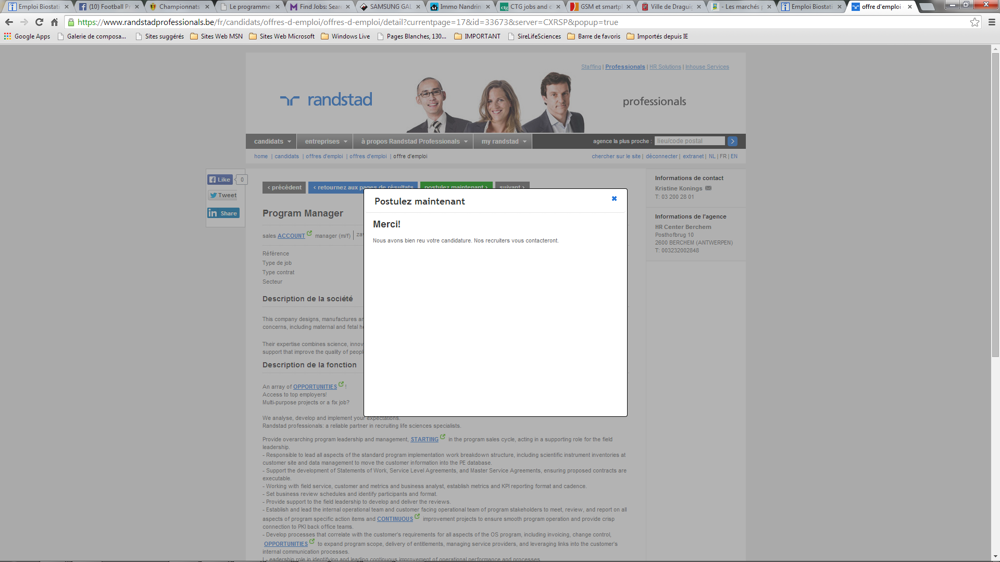 Emploi Biostati
(10) Football Pr
Championnats
Le programme
Find Jobs: Sear
SAMSUNG GAL
Immo Nandrin
CTG jobs and c
GSM et smartp
Ville de Draguig
- Les marchés p
Emploi Biostati
offre d'emploi
https://www.randstadprofessionals.be/fr/candidats/offres-d-emploi/offres-d-emploi/detail?currentpage=17&id=33673&server=CXRSP&popup=true
Google Apps Galerie de composa... Sites suggérés Sites Web MSN Sites Web Microsoft Windows Live Pages Blanches, 130... IMPORTANT SireLifeSciences Barre de favoris Importés depuis IE
Staffing | Professionals | HR Solutions | Inhouse Services
randstad
professionals
candidats entreprises à propos Randstad Professionals my randstad agence la plus proche : lieu/code postal
home | candidats | offres d'emploi | offres d'emploi | offre d'emploi
chercher sur le site | déconnecter | extranet | NL | FR | EN
Like 0
Tweet
in Share
‹ précédent ‹ retournez aux pages de résultats postulez maintenant › suivant ›
Program Manager
sales ACCOUNT manager (m/f)
Référence
Type de job
Type contrat
Secteur
Description de la société
This company designs, manufactures
concerns, including maternal and fetal
Their expertise combines science,
support that improve the quality of
Description de la fonction
An array of OPPORTUNITIES !
Access to top employers!
Multi-purpose projects or a fix job?
We analyse, develop and implement your expectations.
Randstad professionals: a reliable partner in recruiting life sciences specialists.
Provide overarching program leadership and management, STARTING in the program sales cycle, acting in a supporting role for the field
leadership.
- Responsible to lead all aspects of the standard program implementation work breakdown structure, including scientific instrument inventories at
customer site and data management to move the customer information into the PE database.
- Support the development of Statements of Work, Service Level Agreements, and Master Service Agreements, ensuring proposed contracts are
executable.
- Working with field service, customer and metrics and business analyst, establish metrics and KPI reporting format and cadence.
- Set business review schedules and identify participants and format.
- Provide support to the field leadership to develop and deliver the reviews.
- Establish and lead the internal operational team and customer facing operational team of program stakeholders to meet, review, and report on all
aspects of program specific action items and CONTINUOUS improvement projects to ensure smooth program operation and provide crisp
connection to PKI back office teams.
- Develop processes that correlate with the customer's requirements for all aspects of the OS program, including invoicing, change control,
OPPORTUNITIES to expand program scope, delivery of entitlements, managing service providers, and leveraging links into the customer's
internal communication processes.
- eadership role in identifying and leading continuous improvement of operational performance and processes
Postulez maintenant
Merci!
Nous avons bien reu votre candidature. Nos recruiters vous contacteront.
Informations de contact
Kristine Konings
T: 03 200 28 01
Informations de l'agence
HR Center Berchem
Posthofbrug 10
2600 BERCHEM (ANTWERPEN)
T: 003232002848